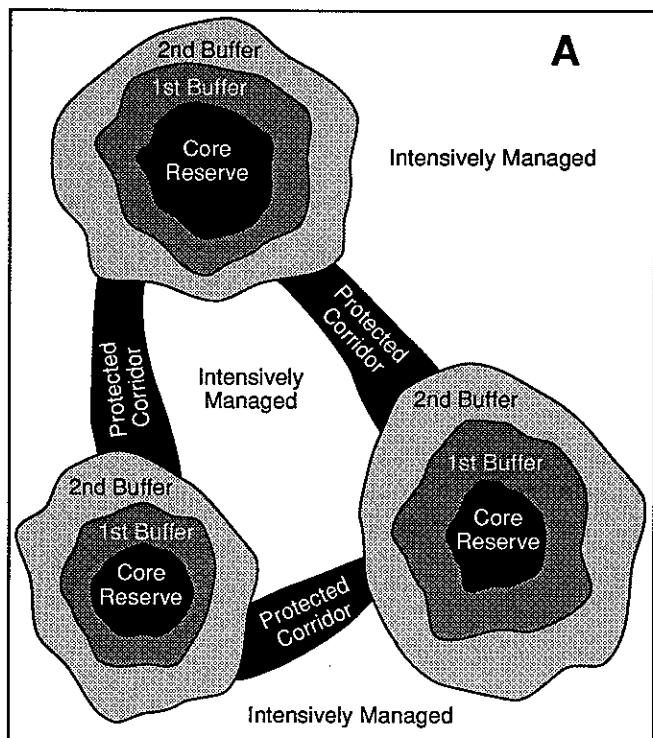 A
2nd Buffer
1st Buffer
Core
Reserve
Intensively Managed
Protected
Corridor
Protected
Corridor
Intensively
Managed
2nd Buffer
1st Buffer
Core
Reserve
2nd Buffer
1st Buffer
Core
Reserve
Protected
Corridor
Intensively Managed